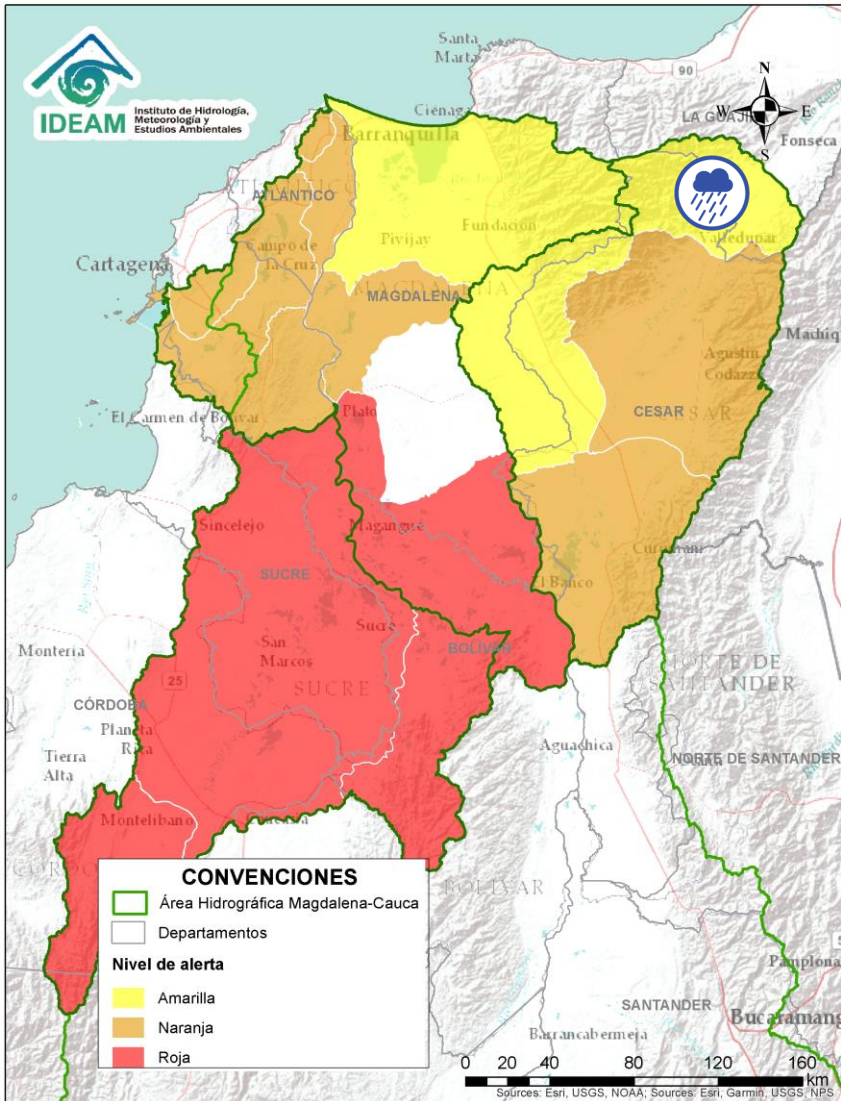 IDEAM
Instituto de Hidrología,
Meteorología y
Estudios Ambientales
Santa
Marta
90
N
W
E
S
LA GUAJI
Fonseca
Ciénaga
Barranquilla
ATLÁNTICO
Fundación
Valledupar
Pivijay
Campo de
la Cruz
Cartagena
MAGDALENA
Machiq
Agustín
Codazzi
El Carmen de Bolívar
Plato
CESAR
Sincelejo
Magangue
SUCRE
El Banco
Sucre
Montería
San
Marcos
BOLÍVAR
SUCRE
NORTE DE
SANTANDER
25
CÓRDOBA
Planeta
Rica
Tierra
Alta
Aguachica
NORTE DE SANTANDER
Montelíbano
BOLÍVAR
CONVENCIONES
Área Hidrográfica Magdalena-Cauca
Departamentos
Nivel de alerta
Amarilla
Naranja
Roja
Pamplona
SANTANDER
Bucaramang
Barrancabermeja
0 20 40 80 120 160
km
Sources: Esri, USGS, NOAA; Sources: Esri, Garmin, USGS, NPS